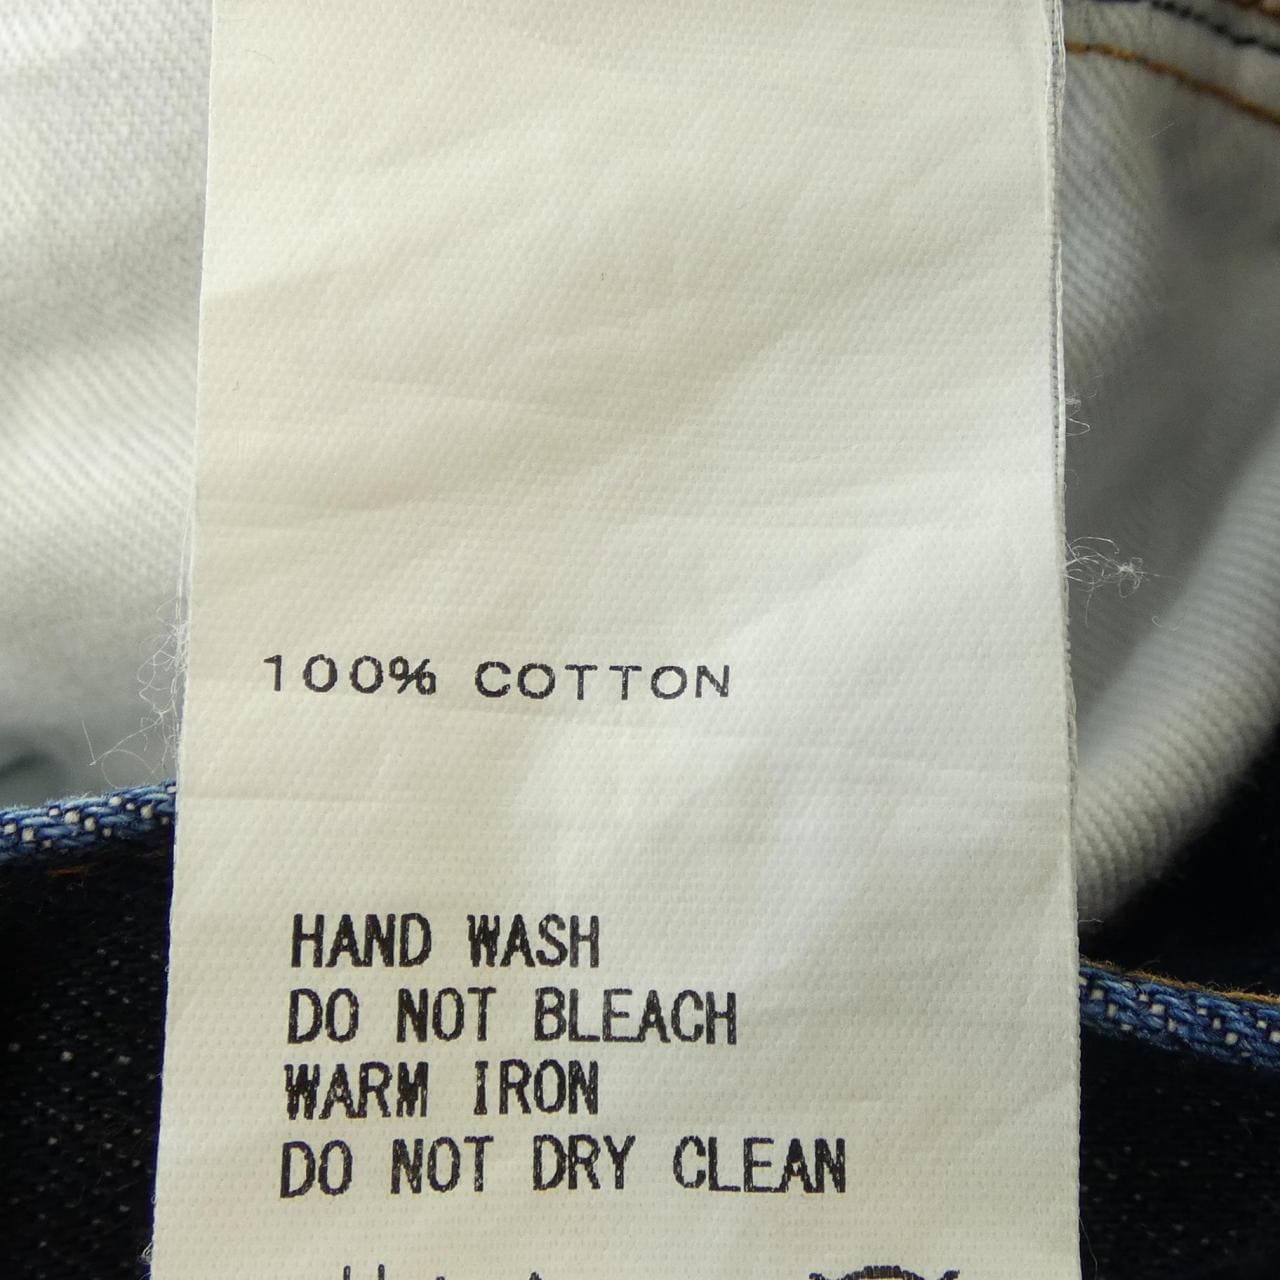 100% COTTON
HAND WASH
DO NOT BLEACH
WARM IRON
DO NOT DRY CLEAN